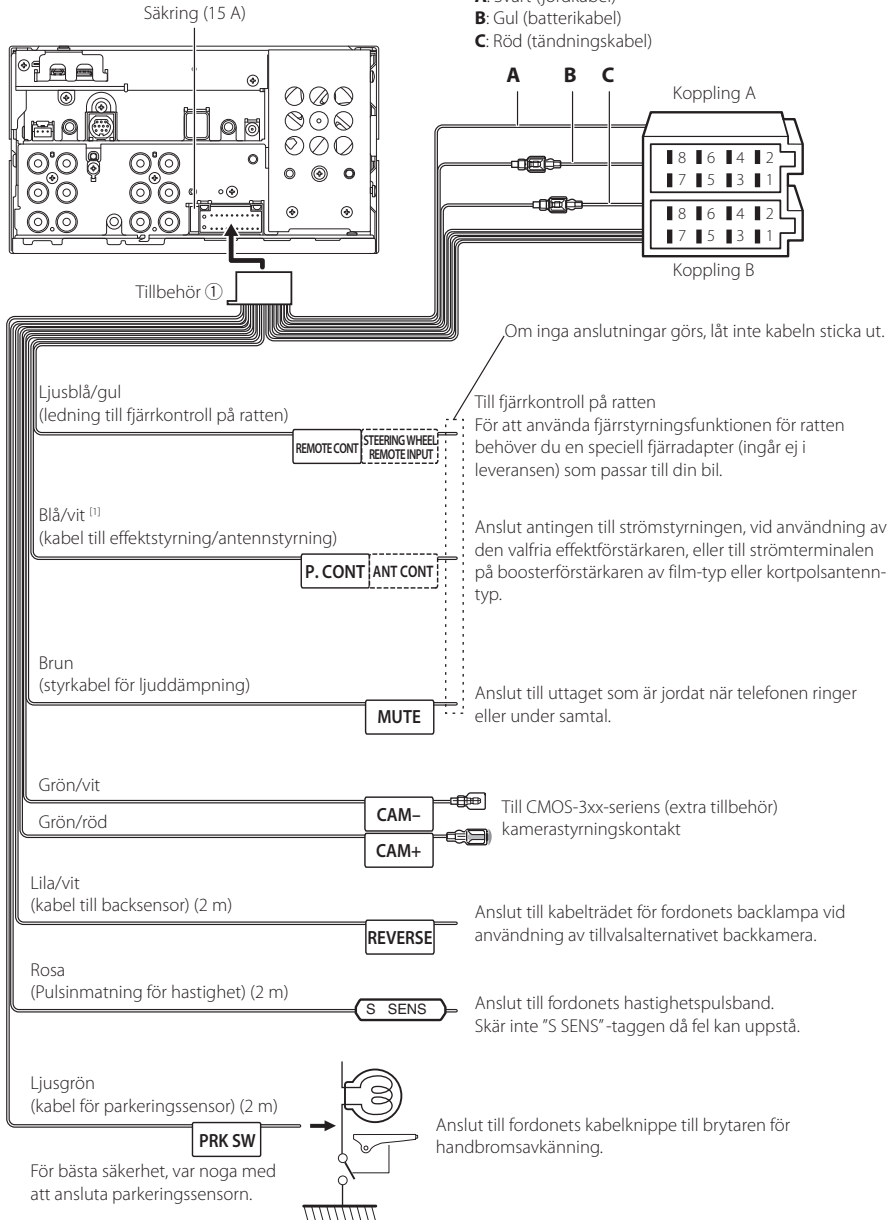 Säkring (15 A)
A: Svart (jordkabel)
B: Gul (batterikabel)
C: Röd (tändningskabel)
A B C
Koppling A
8 6 4 2
7 5 3 1
8 6 4 2
7 5 3 1
Koppling B
Tillbehör ①
Om inga anslutningar görs, låt inte kabeln sticka ut.
Ljusblå/gul
(ledning till fjärrkontroll på ratten)
REMOTE CONT
STEERING WHEEL
REMOTE INPUT
Till fjärrkontroll på ratten
För att använda fjärrstyrningsfunktionen för ratten
behöver du en speciell fjärradapter (ingår ej i
leveransen) som passar till din bil.
Blå/vit [1]
(kabel till effektstyrning/antennstyrning)
P. CONT ANT CONT
Anslut antingen till strömstyrningen, vid användning av
den valfria effektförstärkaren, eller till strömterminalen
på boosterförstärkaren av film-typ eller kortpolsantenn-
typ.
Brun
(styrkabel för ljuddämpning)
MUTE
Anslut till uttaget som är jordat när telefonen ringer
eller under samtal.
Grön/vit
CAM–
Grön/röd
CAM+
Till CMOS-3xx-seriens (extra tillbehör)
kamerastyrningskontakt
Lila/vit
(kabel till backsensor) (2 m)
REVERSE
Anslut till kabelträdet för fordonets backlampa vid
användning av tillvalsalternativet backkamera.
Rosa
(Pulsinmatning för hastighet) (2 m)
S SENS
Anslut till fordonets hastighetspulsband.
Skär inte ”S SENS” -taggen då fel kan uppstå.
Ljusgrön
(kabel för parkeringssensor) (2 m)
PRK SW
Anslut till fordonets kabelknippe till brytaren för
handbromsavkänning.
För bästa säkerhet, var noga med
att ansluta parkeringssensorn.